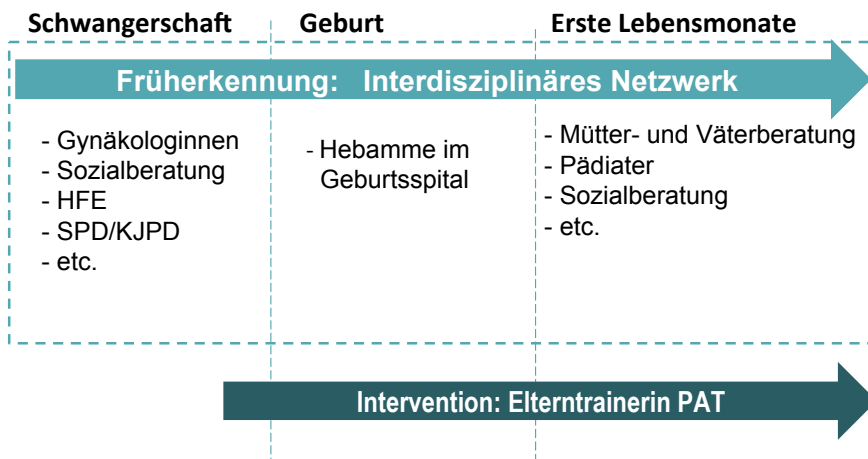 Schwangerschaft
Geburt
Erste Lebensmonate
Früherkennung: Interdisziplinäres Netzwerk
- Gynäkologinnen
- Sozialberatung
- HFE
- SPD/KJPD
- etc.
- Hebamme im
Geburtsspital
- Mütter- und Väterberatung
- Pädiater
- Sozialberatung
- etc.
Intervention: Elterntrainerin PAT